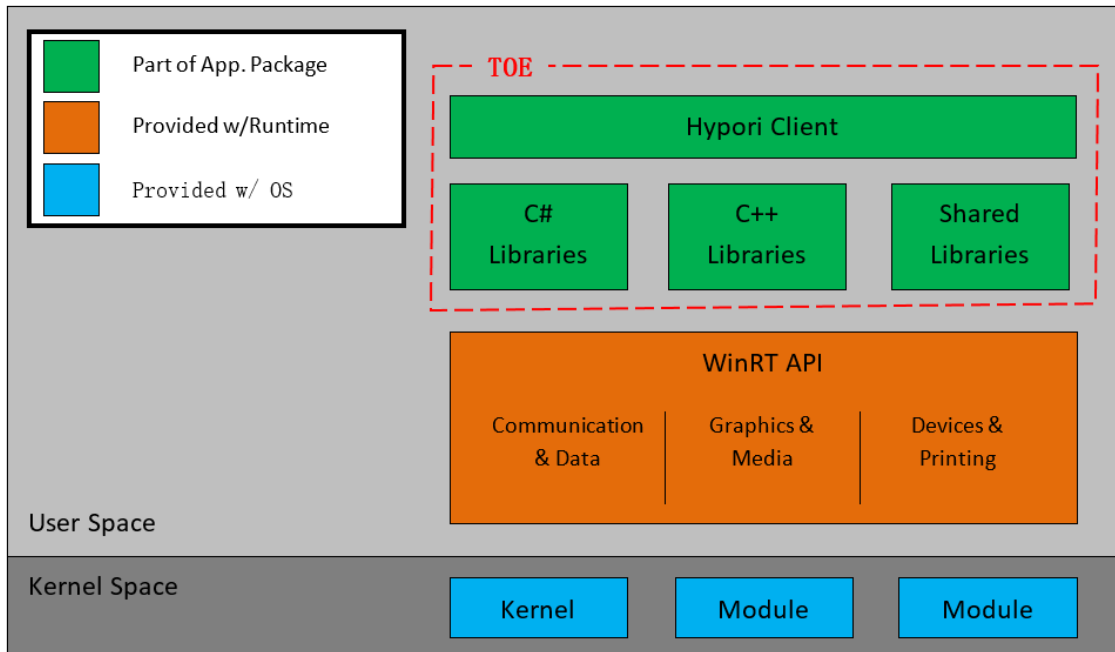 Part of App. Package
Provided w/Runtime
Provided w/ OS
TOE
Hypori Client
C#
Libraries
C++
Libraries
Shared
Libraries
WinRT API
Communication
& Data
Graphics &
Media
Devices &
Printing
User Space
Kernel Space
Kernel
Module
Module